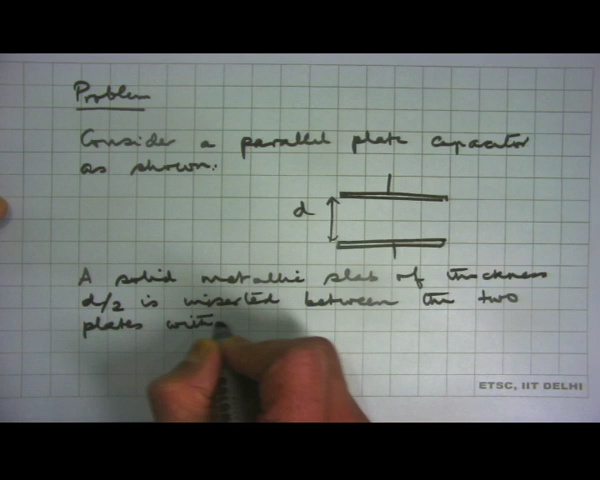 Problem
Consider a parallel plate capacitor
as shown.
d
A solid metallic slab of thickness
d/2 is inserted between the two
plates with
ETSC, IIT DELHI